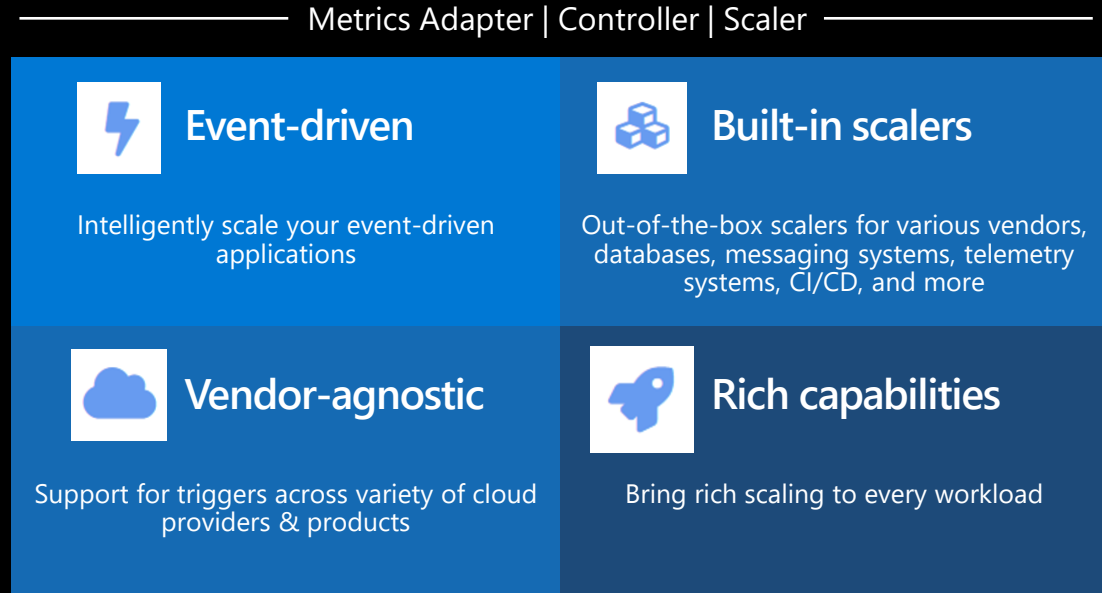 Metrics Adapter | Controller | Scaler
Event-driven
Intelligently scale your event-driven
applications
Built-in scalers
Out-of-the-box scalers for various vendors,
databases, messaging systems, telemetry
systems, CI/CD, and more
Vendor-agnostic
Support for triggers across variety of cloud
providers & products
Rich capabilities
Bring rich scaling to every workload